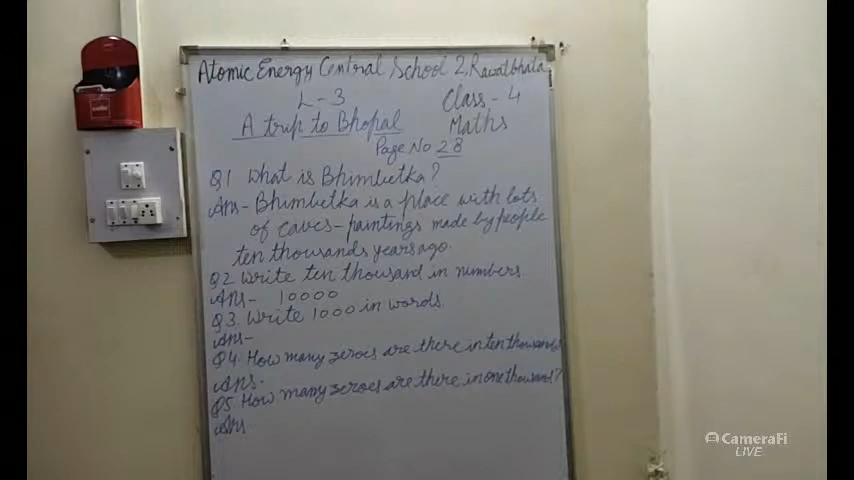 Atomic Energy Central School 2, Rawatbhata
L-3 Class - 4
A trip to Bhopal Maths
Page No 28
Q1 What is Bhimbetka?
Ans- Bhimbetka is a place with lots
of caves - paintings made by people
ten thousands years ago.
Q2 Write ten thousand in numbers.
Ans- 10000
Q3. Write 1000 in words.
Ans-
Q4. How many zeroes are there in ten thousands
Ans.
Q5. How many zeroes are there in one thousand?
Ans
CameraFi
LIVE